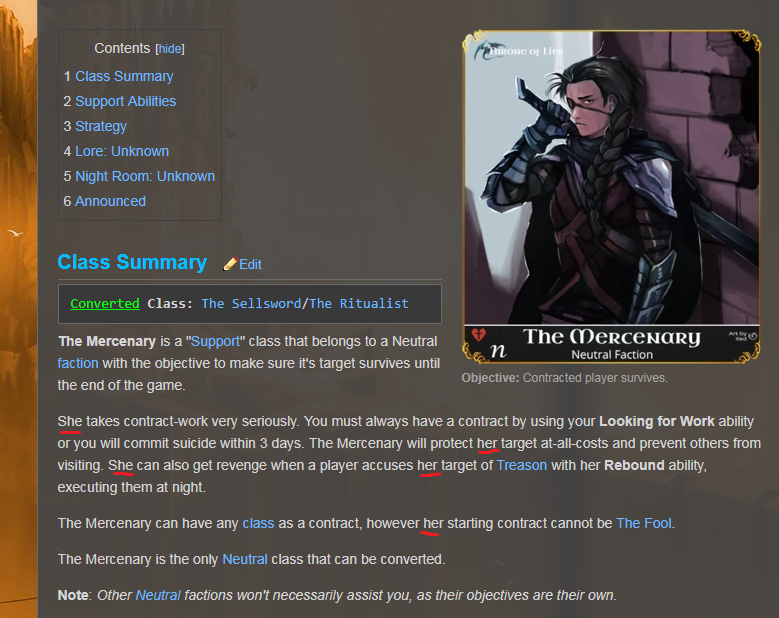 Contents [hide]
1 Class Summary
2 Support Abilities
3 Strategy
4 Lore: Unknown
5 Night Room: Unknown
6 Announced
Throne of Lies
The Mercenary
n
Neutral Faction
Art by
Xed
Objective: Contracted player survives.
Class Summary Edit
Converted Class: The Sellsword/The Ritualist
The Mercenary is a "Support" class that belongs to a Neutral
faction with the objective to make sure it's target survives until
the end of the game.
She takes contract-work very seriously. You must always have a contract by using your Looking for Work ability
or you will commit suicide within 3 days. The Mercenary will protect her target at-all-costs and prevent others from
visiting. She can also get revenge when a player accuses her target of Treason with her Rebound ability,
executing them at night.
The Mercenary can have any class as a contract, however her starting contract cannot be The Fool.
The Mercenary is the only Neutral class that can be converted.
Note: Other Neutral factions won't necessarily assist you, as their objectives are their own.